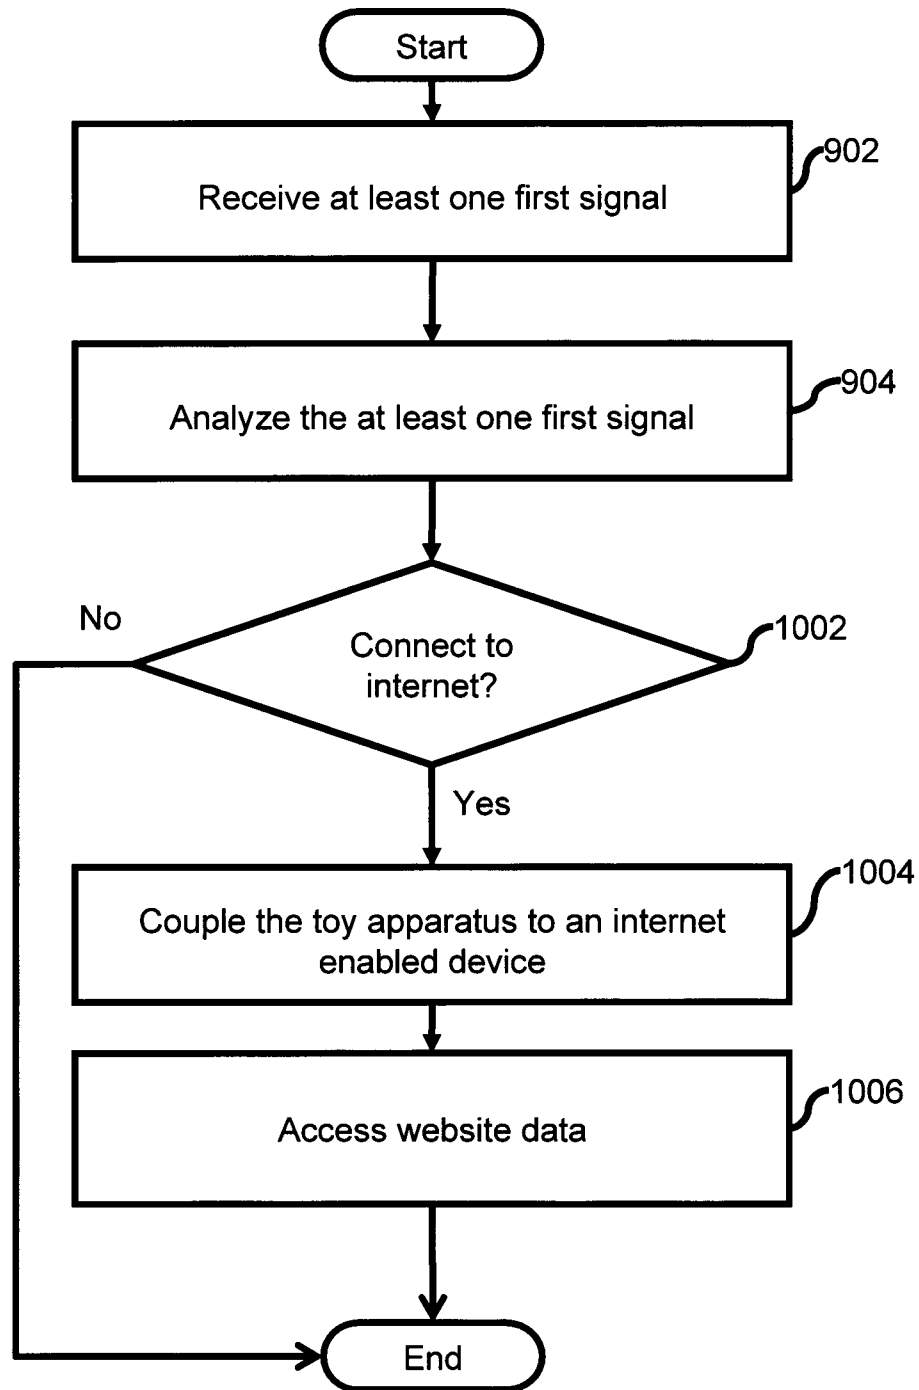 Start
902
Receive at least one first signal
904
Analyze the at least one first signal
No
1002
Connect to
internet?
Yes
1004
Couple the toy apparatus to an internet
enabled device
1006
Access website data
End